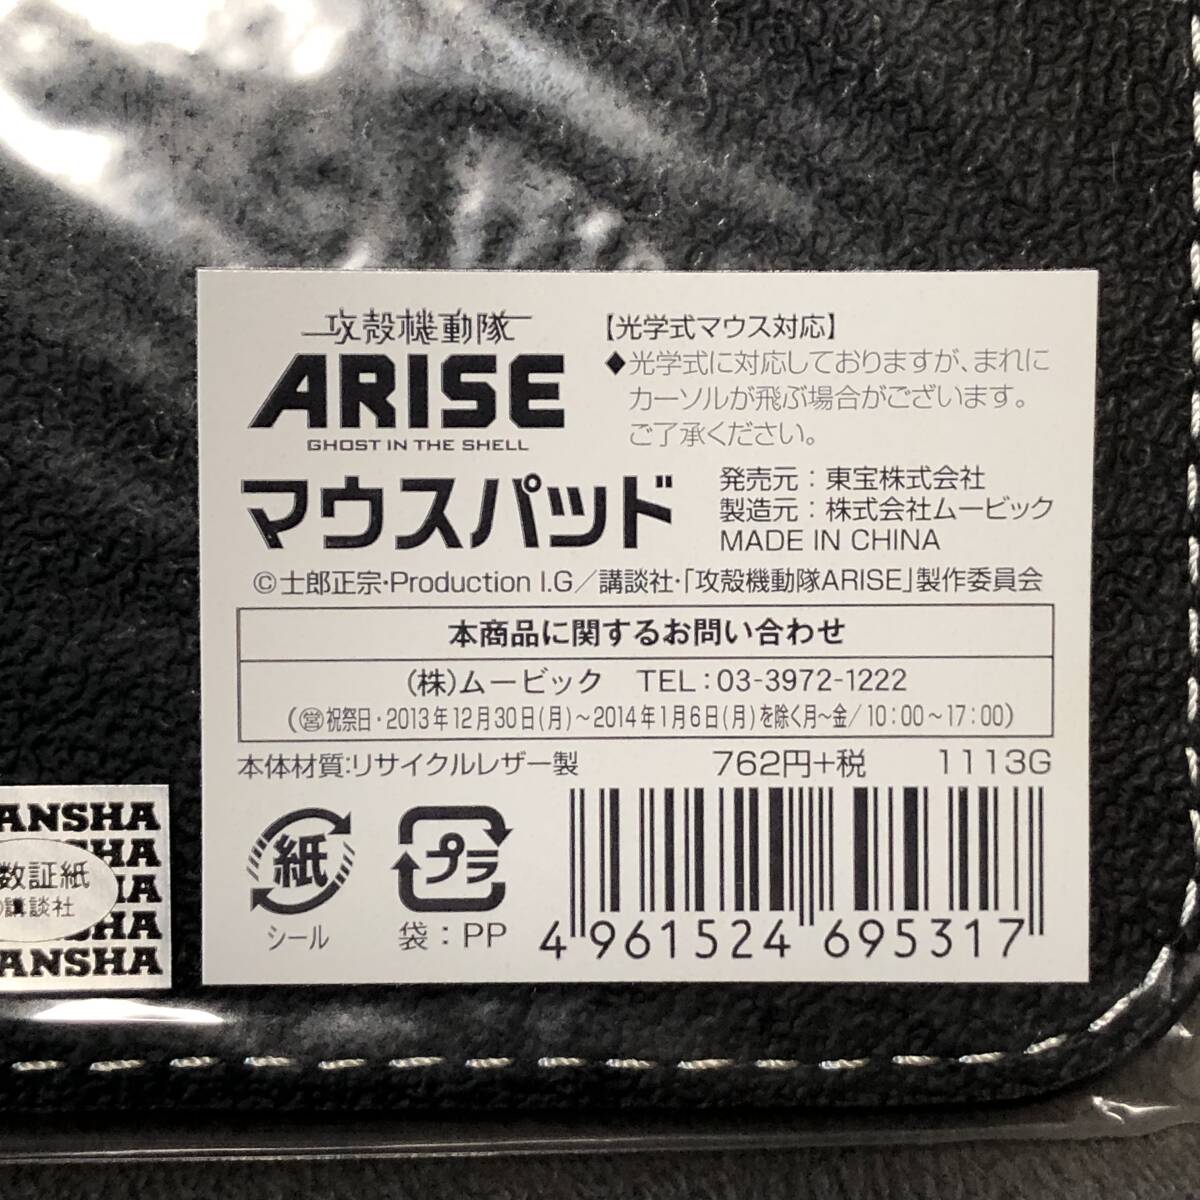 攻殻機動隊
ARISE
GHOST IN THE SHELL
マウスパッド
【光学式マウス対応】
◆光学式に対応しておりますが、まれに
カーソルが飛ぶ場合がございます。
ご了承ください。
発売元：東宝株式会社
製造元：株式会社ムービック
MADE IN CHINA
©士郎正宗・Production I.G／講談社・「攻殻機動隊ARISE」製作委員会
本商品に関するお問い合わせ
(株)ムービック TEL：03-3972-1222
（㊡祝祭日・2013年12月30日(月)～2014年1月6日(月)を除く月～金/10：00～17：00）
本体材質：リサイクルレザー製 762円+税 1113G
紙
シール
プラ
袋：PP
4 961524 695317
ANSHA
HA
数証紙
HA
講談社
SHA
ANSHA